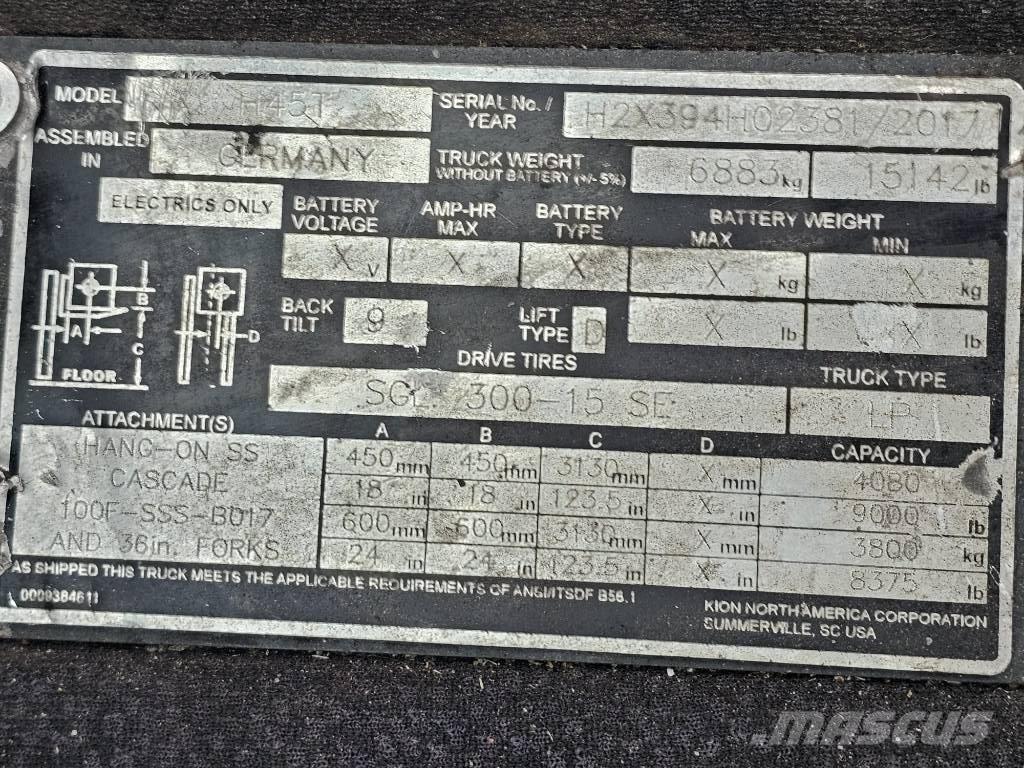 MODEL H45T SERIAL No. / YEAR H2X394H02381/2017
ASSEMBLED IN GERMANY TRUCK WEIGHT WITHOUT BATTERY (+/- 5%) 6883 kg 15142 lb
ELECTRICS ONLY BATTERY VOLTAGE AMP-HR MAX BATTERY TYPE BATTERY WEIGHT MAX MIN
X V X X X kg X kg
BACK TILT 9 LIFT TYPE D X lb X lb
B
A D
C
FLOOR
DRIVE TIRES TRUCK TYPE
SGL 300-15 SE LP
ATTACHMENT(S) A B C D CAPACITY
HANG-ON SS 450 mm 450 mm 3130 mm X mm 4080
CASCADE 18 in 18 in 123.5 in X in 9000 lb
100F-SSS-B017 600 mm 600 mm 3130 mm X mm 3800 kg
AND 36in. FORKS 24 in 24 in 123.5 in X in 8375 lb
AS SHIPPED THIS TRUCK MEETS THE APPLICABLE REQUIREMENTS OF ANSI/ITSDF B56.1
0009384611
KION NORTH AMERICA CORPORATION
SUMMERVILLE, SC USA
MASCUS